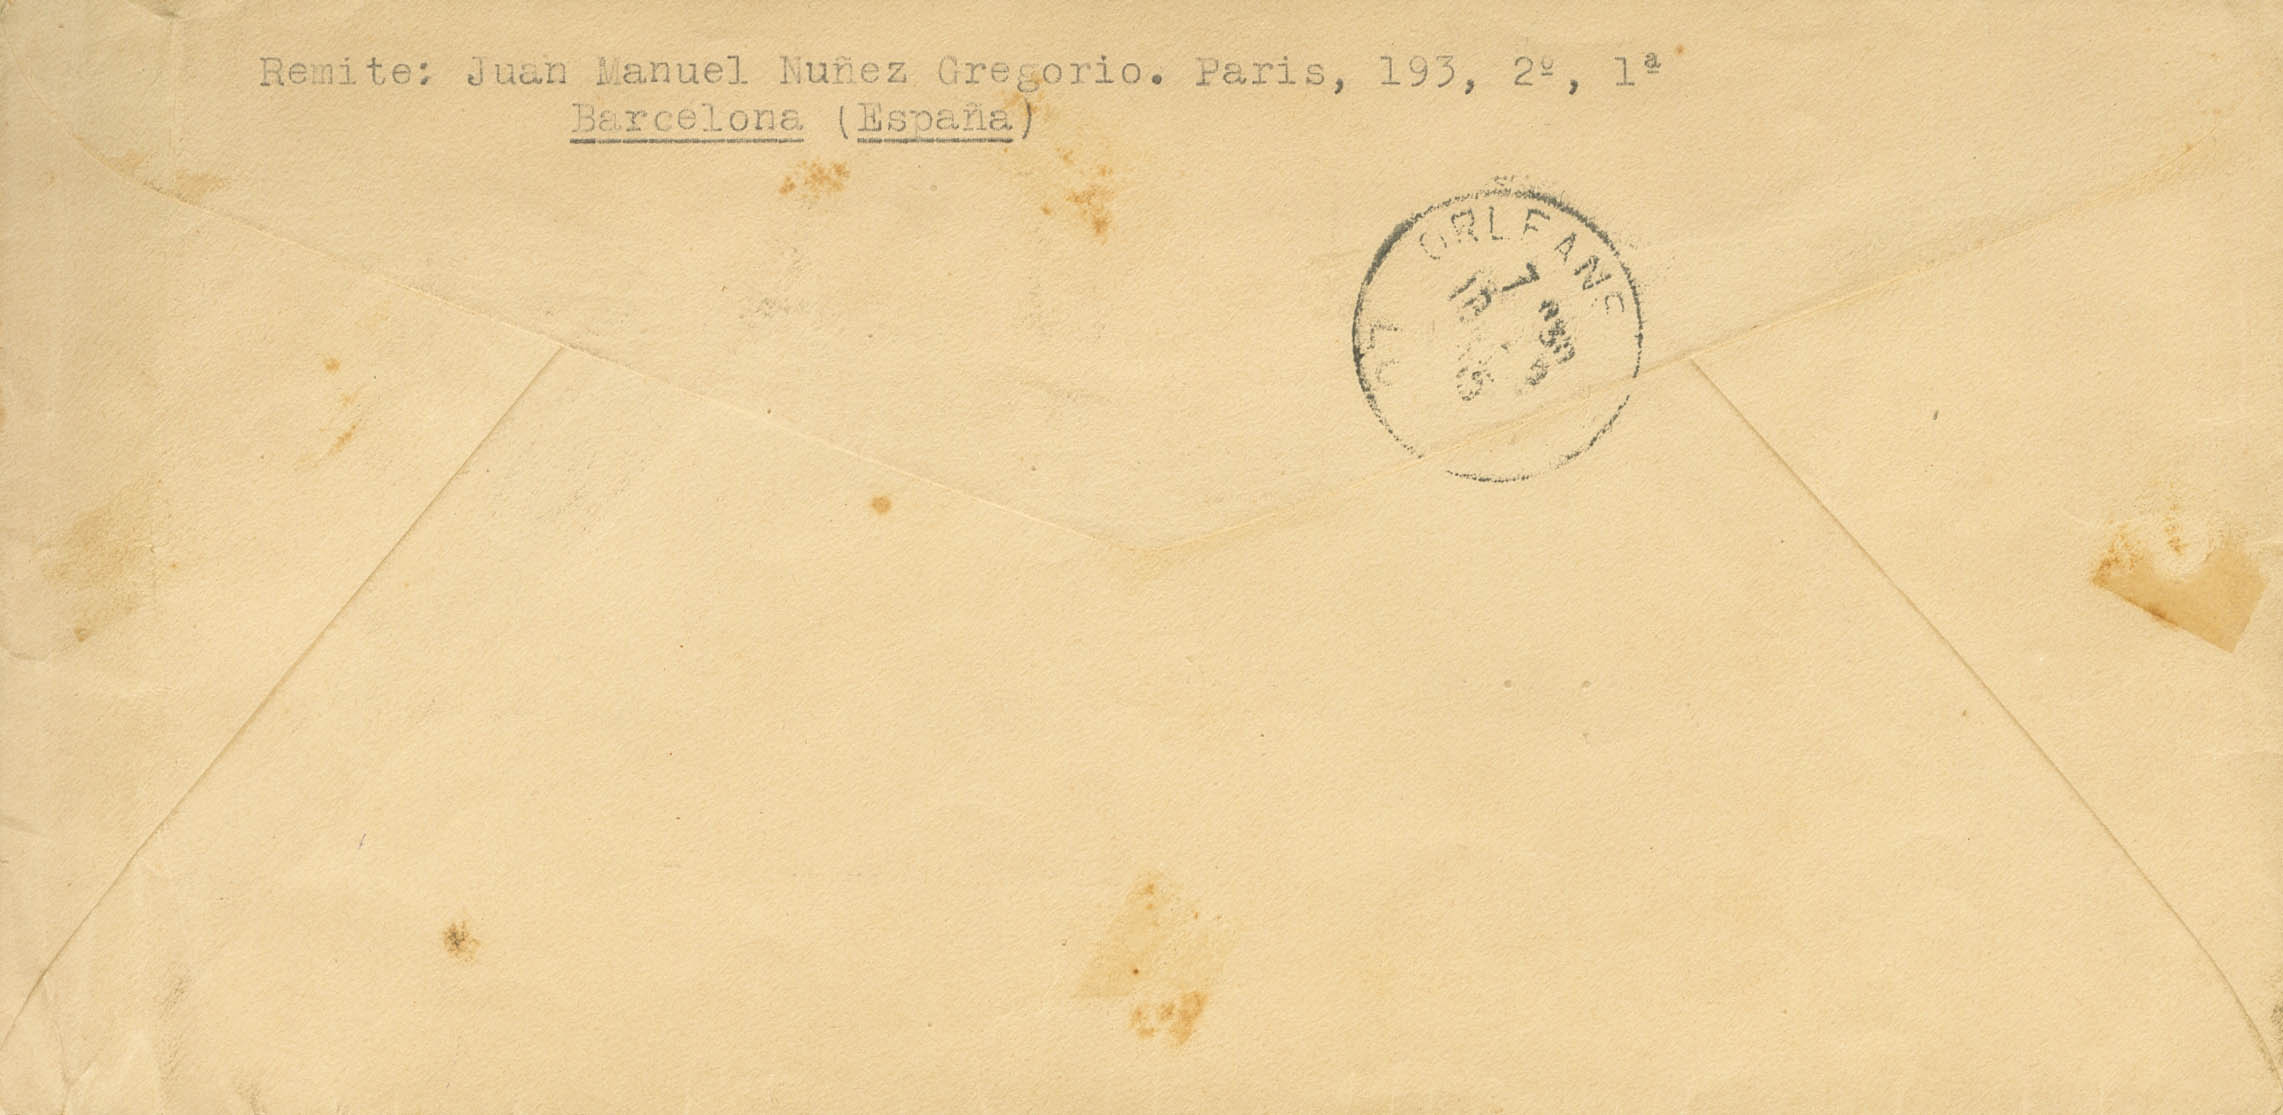 Remite: Juan Manuel Nuñez Gregorio. Paris, 193, 2º, 1ª
Barcelona (España)
ORLEANS